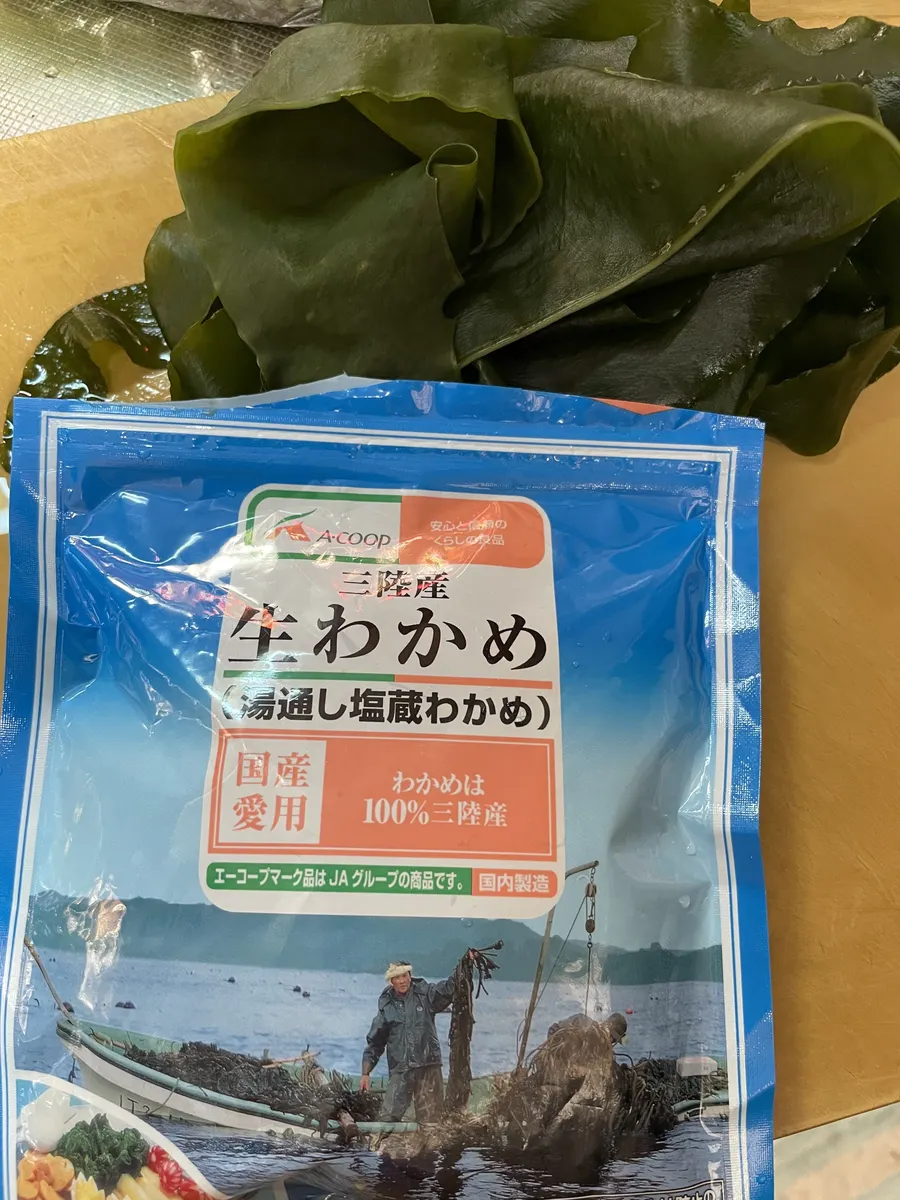 A·COOP
安心と信頼の
くらしの良品
三陸産
生わかめ
(湯通し塩蔵わかめ)
国産
愛用
わかめは
100%三陸産
エーコープマーク品はJAグループの商品です。
国内製造